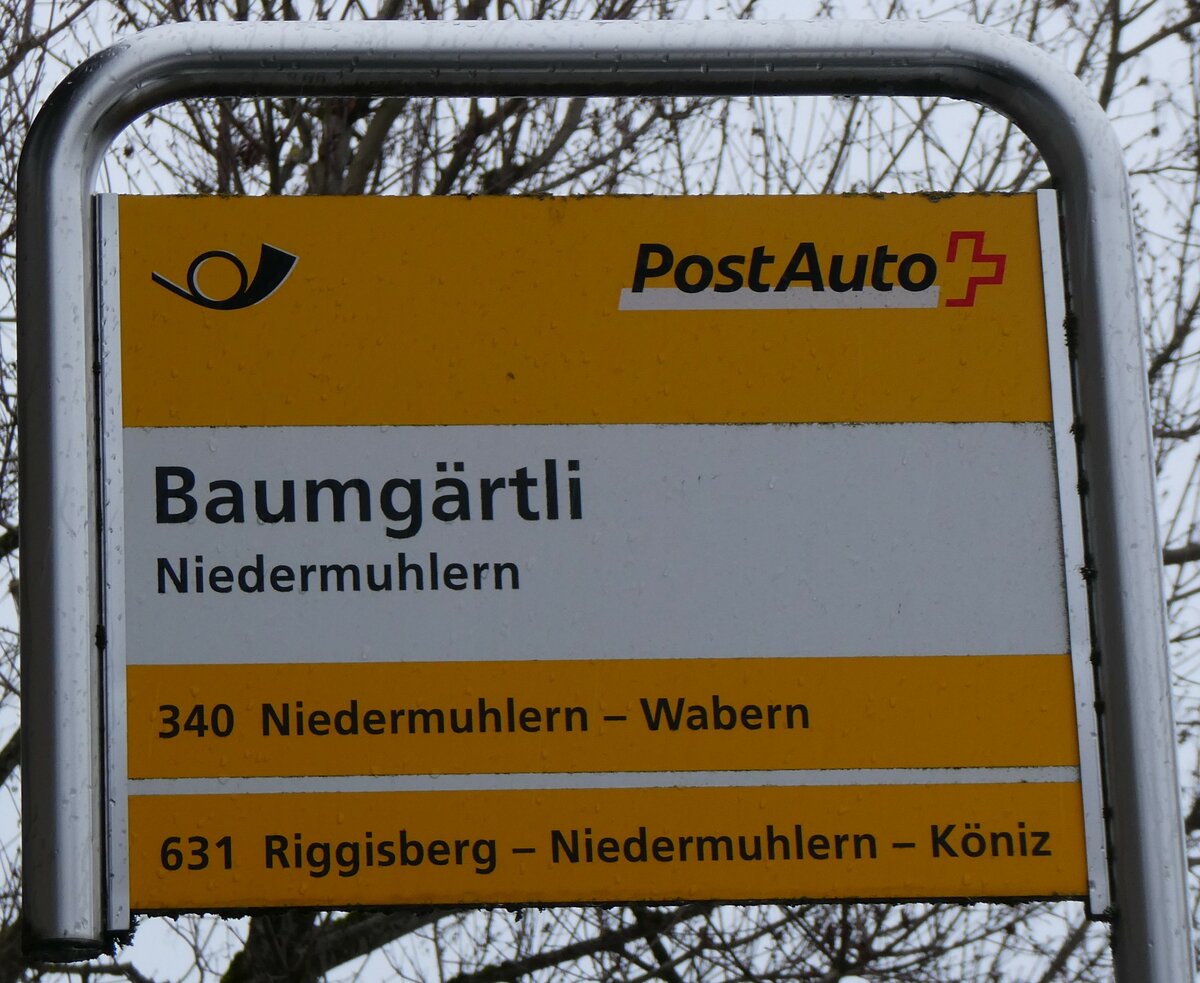 PostAuto
Baumgärtli
Niedermuhlern
340 Niedermuhlern – Wabern
631 Riggisberg – Niedermuhlern – Köniz